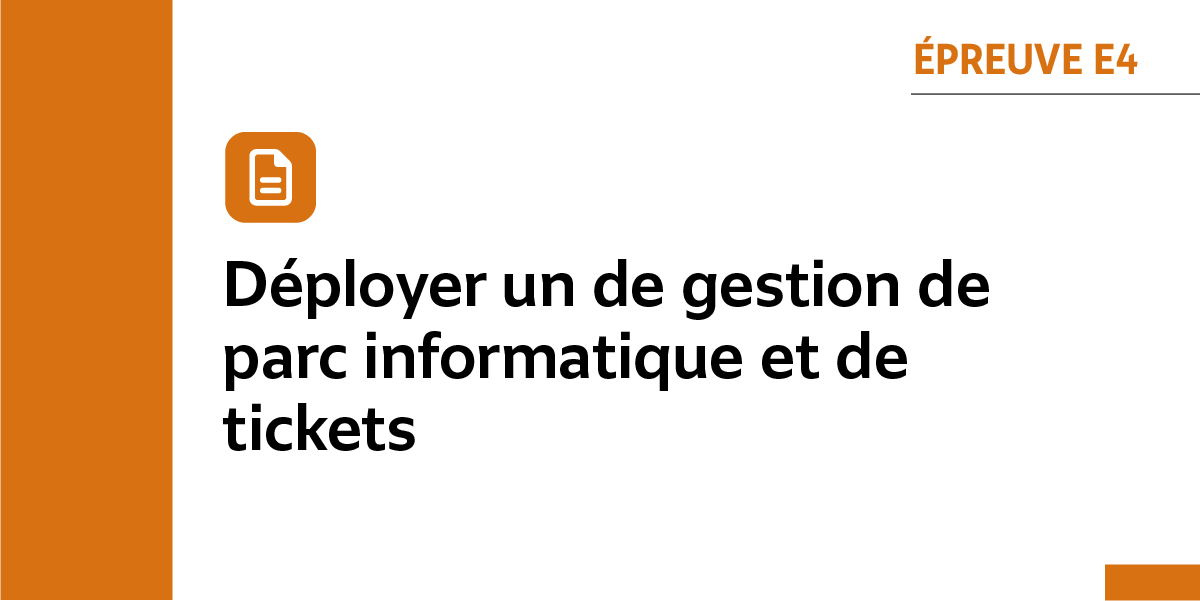 ÉPREUVE E4
Déployer un de gestion de
parc informatique et de
tickets